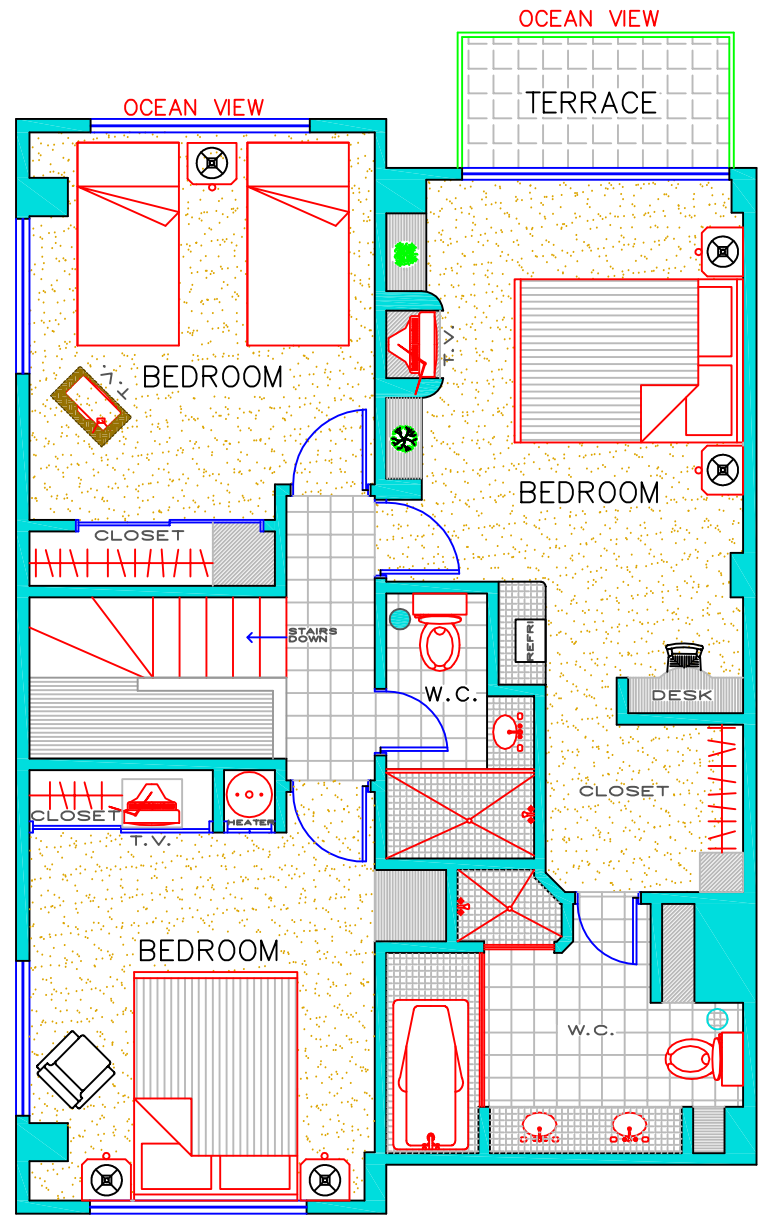 OCEAN VIEW
TERRACE
OCEAN VIEW
T.V.
T.V.
BEDROOM
BEDROOM
CLOSET
STAIRS
DOWN
REFRI
W.C.
DESK
CLOSET
CLOSET
HEATER
T.V.
BEDROOM
W.C.